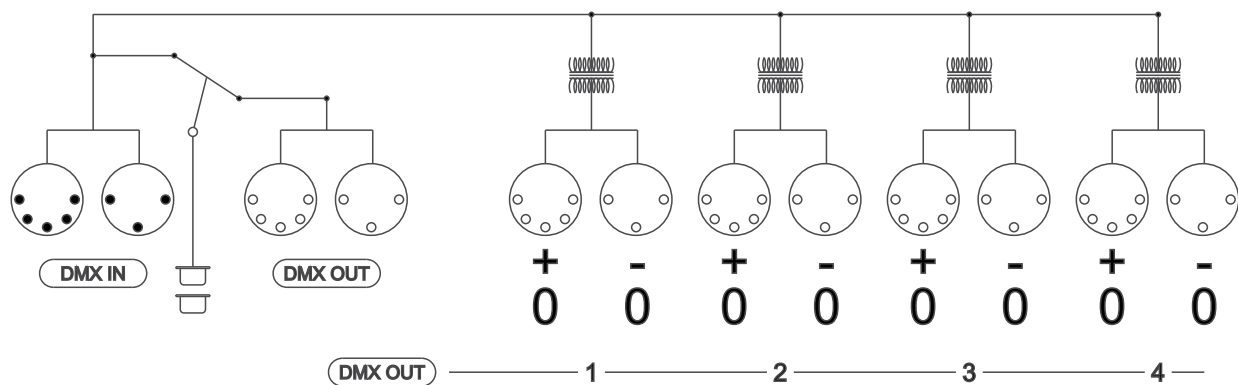 DMX IN
DMX OUT
+ - + - + - + -
0 0 0 0 0 0 0 0
DMX OUT 1 2 3 4